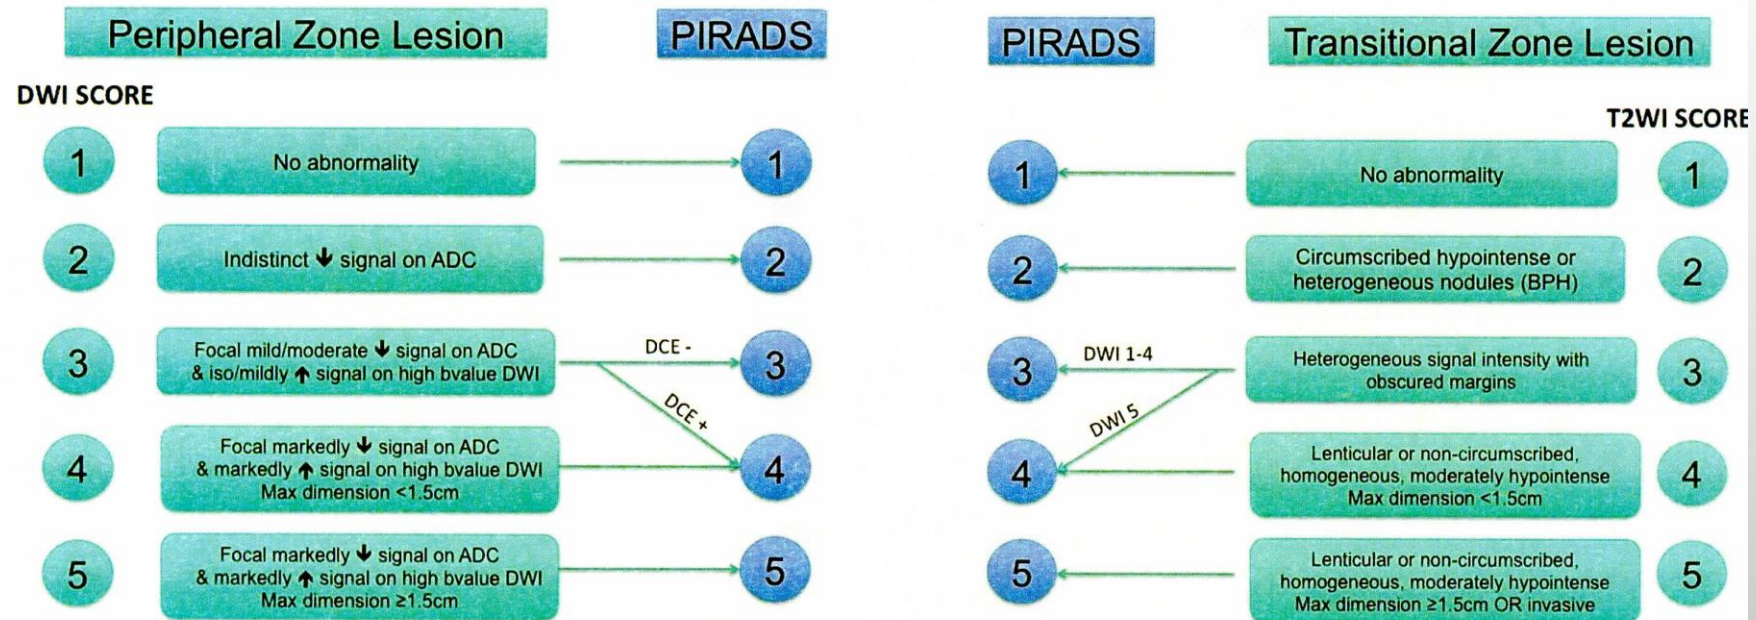 Peripheral Zone Lesion
PIRADS
DWI SCORE
1
No abnormality
1
2
Indistinct ↓ signal on ADC
2
3
Focal mild/moderate ↓ signal on ADC
& iso/mildly ↑ signal on high bvalue DWI
DCE -
3
DCE +
4
Focal markedly ↓ signal on ADC
& markedly ↑ signal on high bvalue DWI
Max dimension <1.5cm
4
5
Focal markedly ↓ signal on ADC
& markedly ↑ signal on high bvalue DWI
Max dimension ≥1.5cm
5
PIRADS
Transitional Zone Lesion
T2WI SCORE
1
No abnormality
1
2
Circumscribed hypointense or
heterogeneous nodules (BPH)
2
3
DWI 1-4
Heterogeneous signal intensity with
obscured margins
3
DWI 5
4
Lenticular or non-circumscribed,
homogeneous, moderately hypointense
Max dimension <1.5cm
4
5
Lenticular or non-circumscribed,
homogeneous, moderately hypointense
Max dimension ≥1.5cm OR invasive
5